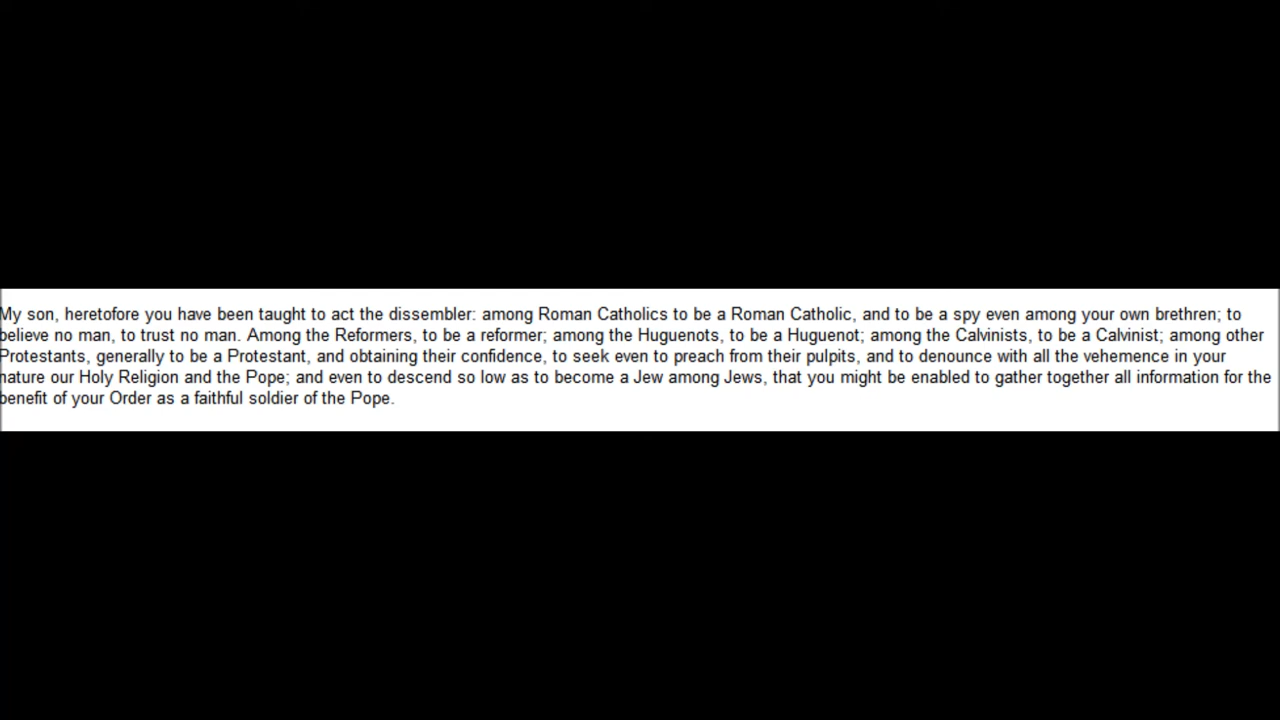 My son, heretofore you have been taught to act the dissembler: among Roman Catholics to be a Roman Catholic, and to be a spy even among your own brethren; to
believe no man, to trust no man. Among the Reformers, to be a reformer; among the Huguenots, to be a Huguenot; among the Calvinists, to be a Calvinist; among other
Protestants, generally to be a Protestant, and obtaining their confidence, to seek even to preach from their pulpits, and to denounce with all the vehemence in your
nature our Holy Religion and the Pope; and even to descend so low as to become a Jew among Jews, that you might be enabled to gather together all information for the
benefit of your Order as a faithful soldier of the Pope.